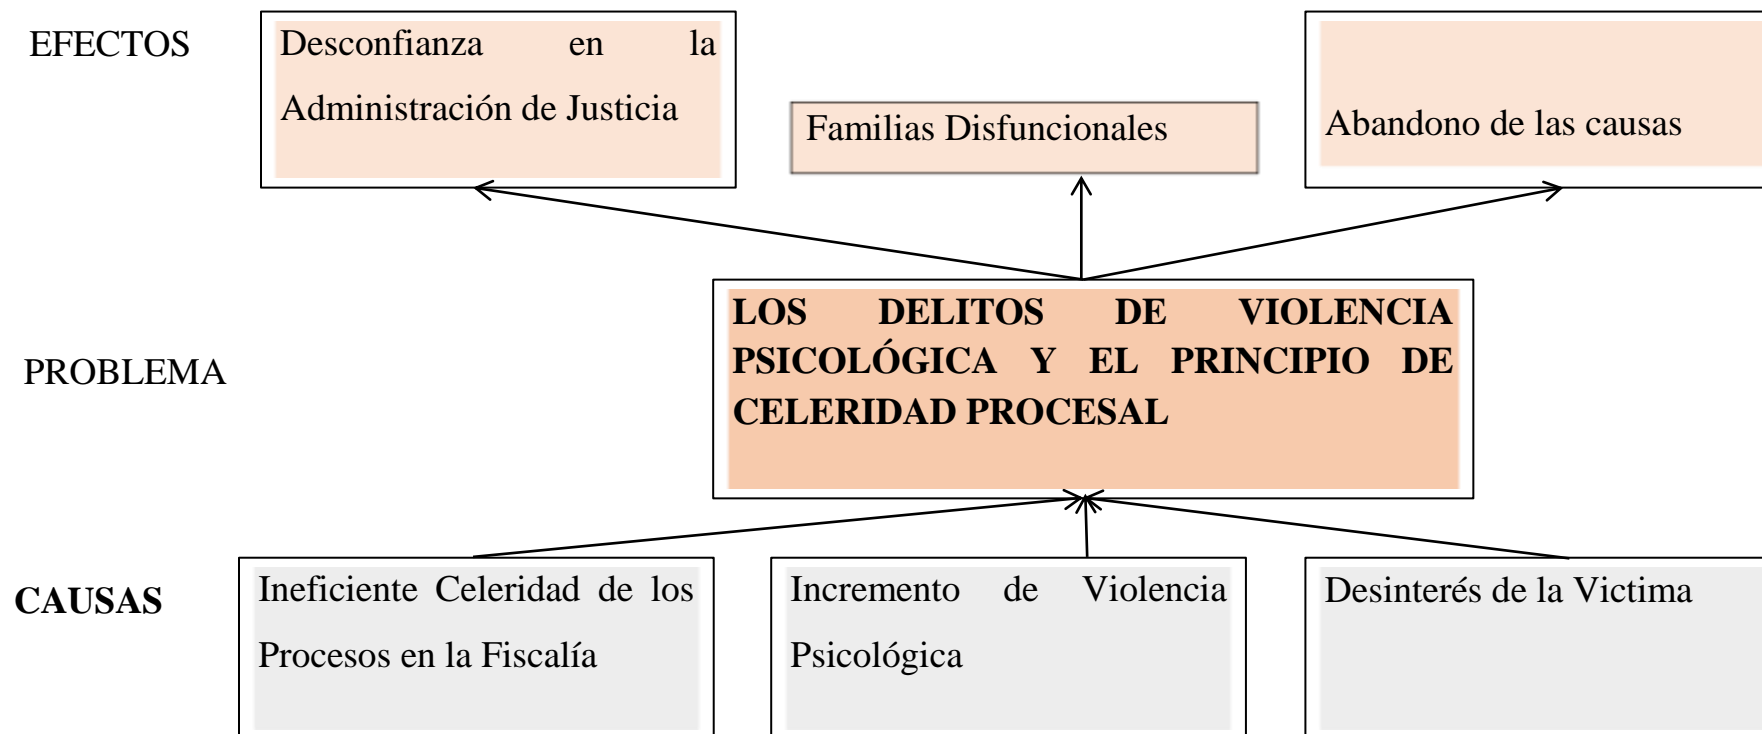 EFECTOS
Desconfianza en la
Administración de Justicia
Familias Disfuncionales
Abandono de las causas
PROBLEMA
LOS DELITOS DE VIOLENCIA
PSICOLÓGICA Y EL PRINCIPIO DE
CELERIDAD PROCESAL
CAUSAS
Ineficiente Celeridad de los
Procesos en la Fiscalía
Incremento de Violencia
Psicológica
Desinterés de la Victima